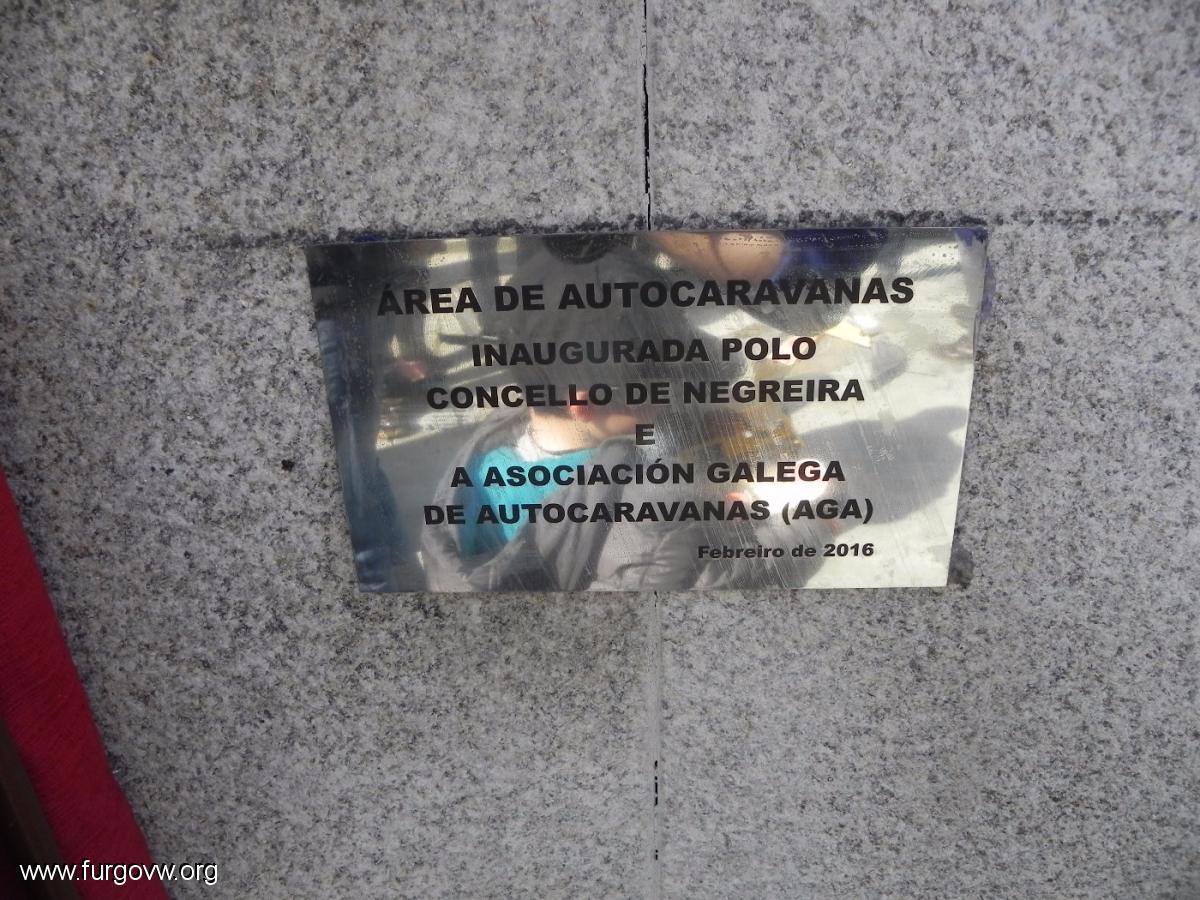 ÁREA DE AUTOCARAVANAS
INAUGURADA POLO
CONCELLO DE NEGREIRA
E
A ASOCIACIÓN GALEGA
DE AUTOCARAVANAS (AGA)
Febreiro de 2016
www.furgovw.org